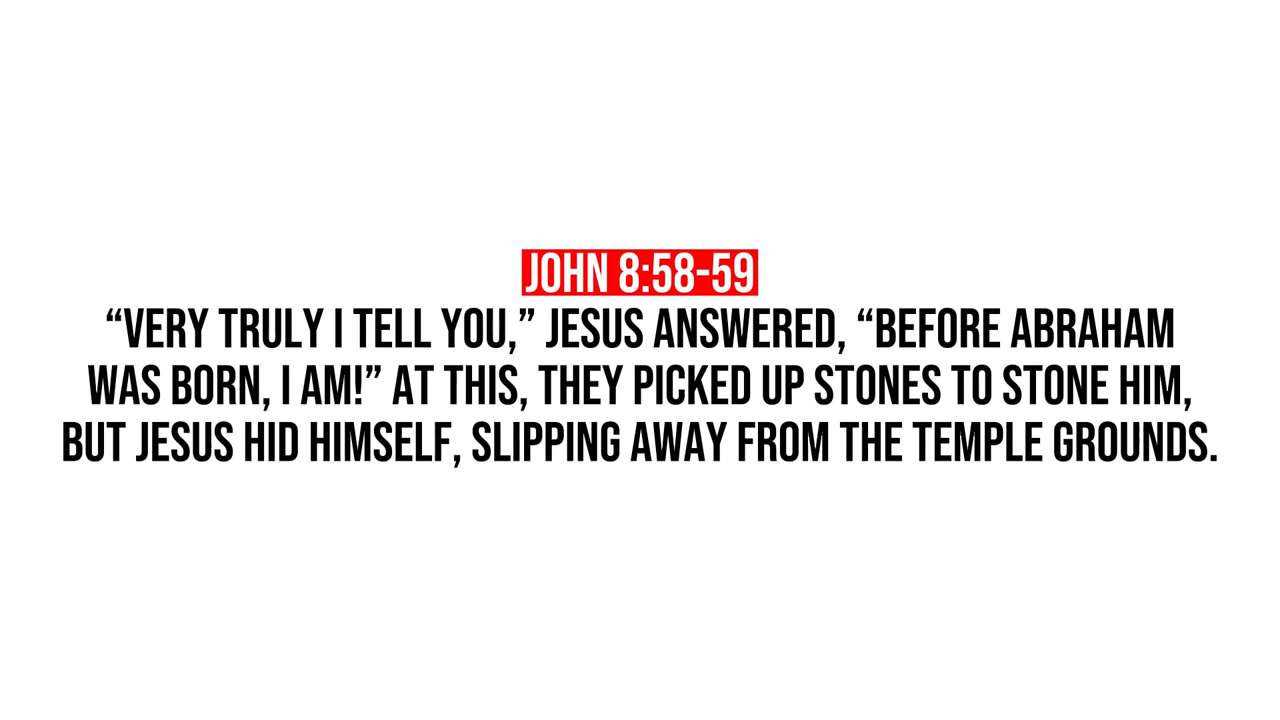 JOHN 8:58-59
“VERY TRULY I TELL YOU,” JESUS ANSWERED, “BEFORE ABRAHAM
WAS BORN, I AM!” AT THIS, THEY PICKED UP STONES TO STONE HIM,
BUT JESUS HID HIMSELF, SLIPPING AWAY FROM THE TEMPLE GROUNDS.